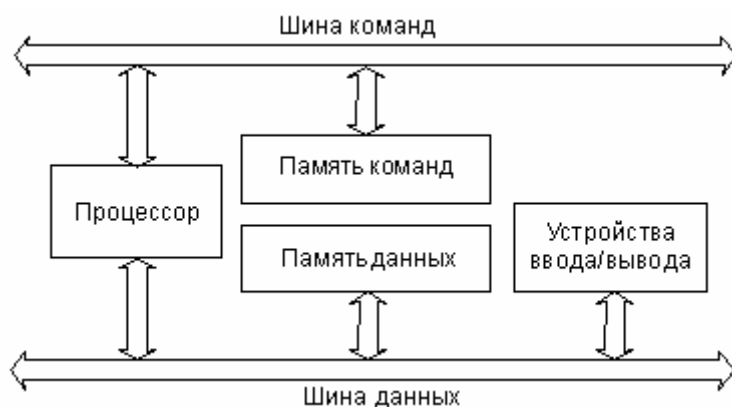 Шина команд
Память команд
Процессор
Память данных
Устройства
ввода/вывода
Шина данных